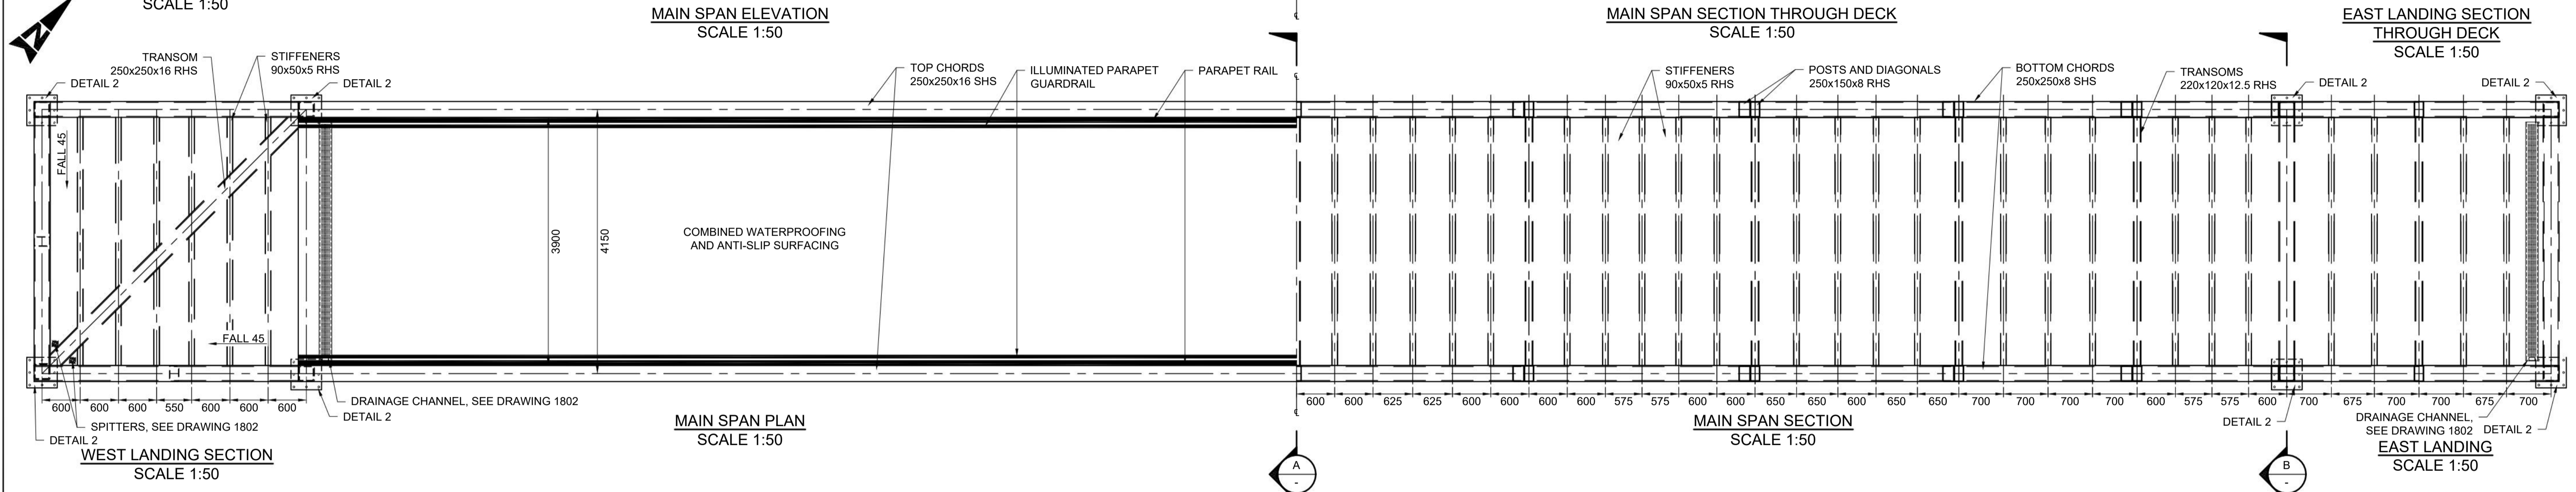 SCALE 1:50
MAIN SPAN ELEVATION
SCALE 1:50
MAIN SPAN SECTION THROUGH DECK
SCALE 1:50
EAST LANDING SECTION
THROUGH DECK
SCALE 1:50
N
TRANSOM
250x250x16 RHS
STIFFENERS
90x50x5 RHS
DETAIL 2
DETAIL 2
TOP CHORDS
250x250x16 SHS
ILLUMINATED PARAPET
GUARDRAIL
PARAPET RAIL
STIFFENERS
90x50x5 RHS
POSTS AND DIAGONALS
250x150x8 RHS
BOTTOM CHORDS
250x250x8 SHS
TRANSOMS
220x120x12.5 RHS
DETAIL 2
DETAIL 2
FALL 45
3900
4150
COMBINED WATERPROOFING
AND ANTI-SLIP SURFACING
FALL 45
600 600 600 550 600 600 600
600 600 625 625 600 600 600 600 575 575 600 600 650 650 600 650 650 700 700 700 700 600 575 575 600 700 675 700 700 675 700
SPITTERS, SEE DRAWING 1802
DETAIL 2
DRAINAGE CHANNEL, SEE DRAWING 1802
DETAIL 2
DETAIL 2
DRAINAGE CHANNEL,
SEE DRAWING 1802
DETAIL 2
WEST LANDING SECTION
SCALE 1:50
MAIN SPAN PLAN
SCALE 1:50
MAIN SPAN SECTION
SCALE 1:50
EAST LANDING
SCALE 1:50
A
-
B
-